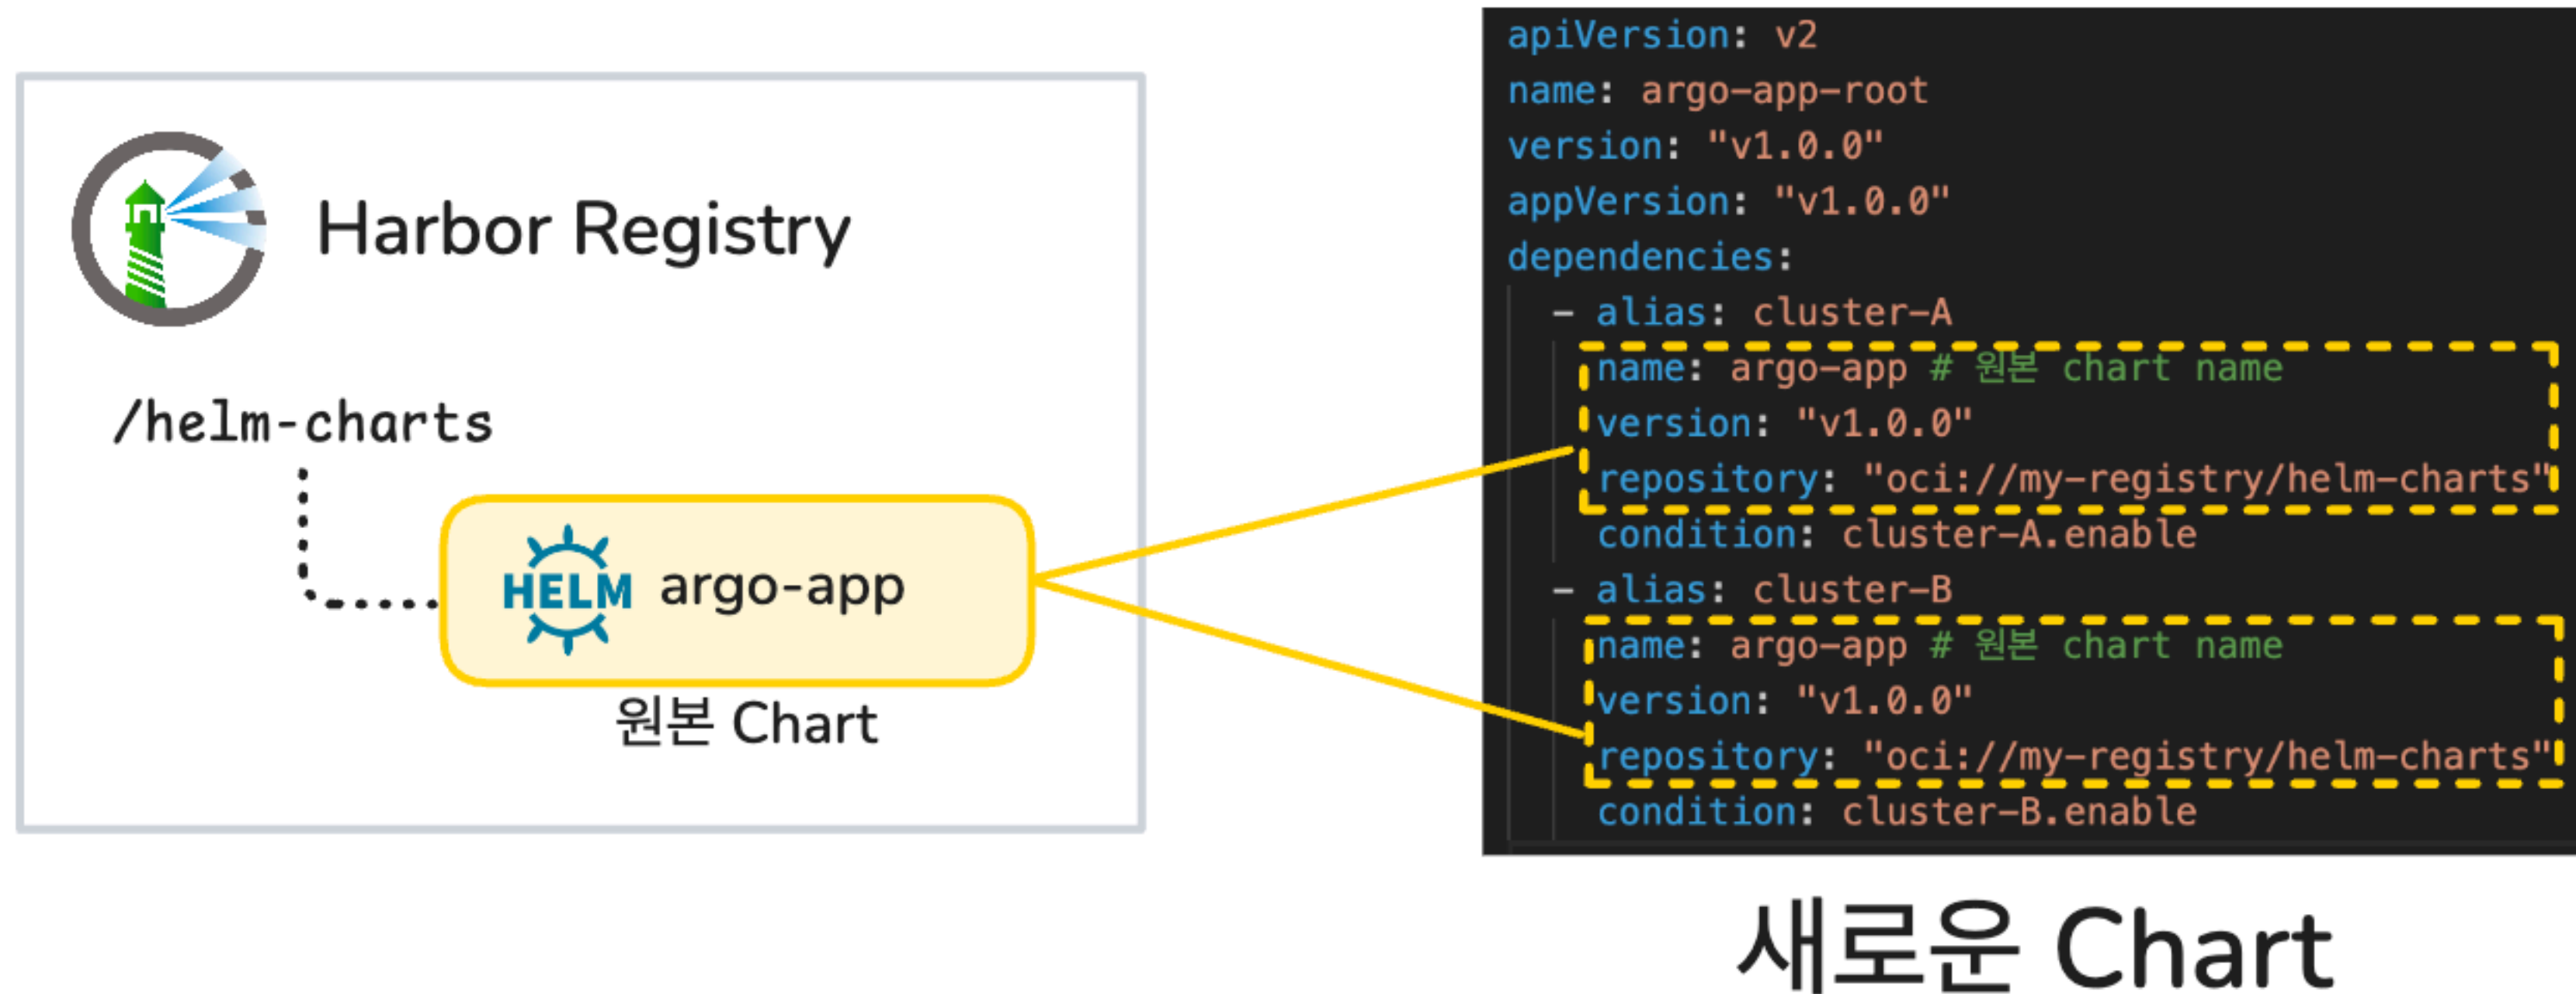 Harbor Registry
/helm-charts
HELM argo-app
원본 Chart
apiVersion: v2
name: argo-app-root
version: "v1.0.0"
appVersion: "v1.0.0"
dependencies:
  - alias: cluster-A
    name: argo-app # 원본 chart name
    version: "v1.0.0"
    repository: "oci://my-registry/helm-charts"
    condition: cluster-A.enable
  - alias: cluster-B
    name: argo-app # 원본 chart name
    version: "v1.0.0"
    repository: "oci://my-registry/helm-charts"
    condition: cluster-B.enable
새로운 Chart